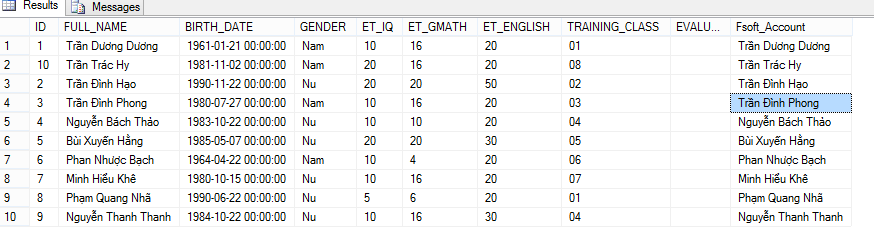 Results Messages
ID FULL_NAME BIRTH_DATE GENDER ET_IQ ET_GMATH ET_ENGLISH TRAINING_CLASS EVALU... Fsoft_Account
1 1 Trần Dương Dương 1961-01-21 00:00:00 Nam 10 16 20 01 Trần Dương Dương
2 10 Trần Trác Hy 1981-11-02 00:00:00 Nam 20 16 20 08 Trần Trác Hy
3 2 Trần Đình Hạo 1990-11-22 00:00:00 Nu 20 20 50 02 Trần Đình Hạo
4 3 Trần Đình Phong 1980-07-27 00:00:00 Nam 10 16 20 03 Trần Đình Phong
5 4 Nguyễn Bách Thảo 1983-10-22 00:00:00 Nu 10 10 20 04 Nguyễn Bách Thảo
6 5 Bùi Xuyến Hằng 1985-05-07 00:00:00 Nu 20 20 30 05 Bùi Xuyến Hằng
7 6 Phan Nhược Bạch 1964-04-22 00:00:00 Nam 10 4 20 06 Phan Nhược Bạch
8 7 Minh Hiểu Khê 1980-10-15 00:00:00 Nu 10 16 20 07 Minh Hiểu Khê
9 8 Phạm Quang Nhã 1990-06-22 00:00:00 Nu 5 6 20 01 Phạm Quang Nhã
10 9 Nguyễn Thanh Thanh 1984-10-22 00:00:00 Nu 10 16 30 04 Nguyễn Thanh Thanh